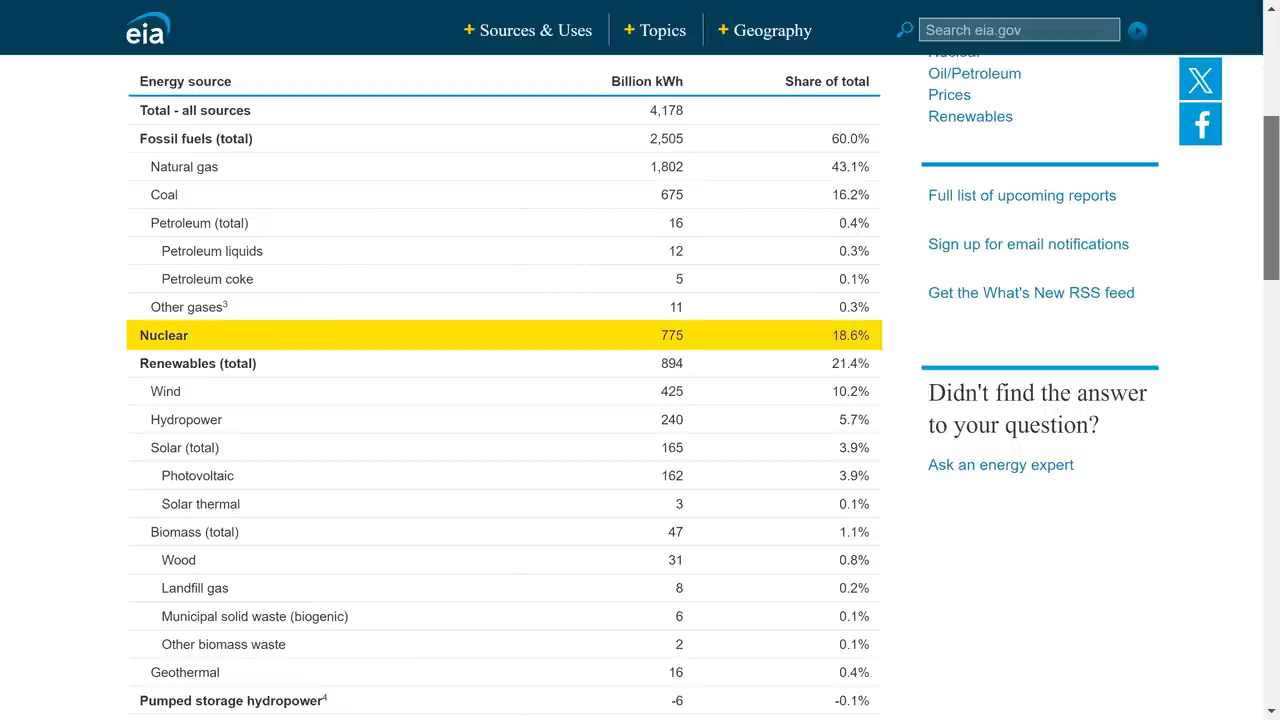 eia
+ Sources & Uses
+ Topics
+ Geography
Search eia.gov
Nuclear
Oil/Petroleum
Prices
Renewables
Full list of upcoming reports
Sign up for email notifications
Get the What's New RSS feed
Didn't find the answer
to your question?
Ask an energy expert
Energy source Billion kWh Share of total
Total - all sources 4,178
Fossil fuels (total) 2,505 60.0%
Natural gas 1,802 43.1%
Coal 675 16.2%
Petroleum (total) 16 0.4%
Petroleum liquids 12 0.3%
Petroleum coke 5 0.1%
Other gases3 11 0.3%
Nuclear 775 18.6%
Renewables (total) 894 21.4%
Wind 425 10.2%
Hydropower 240 5.7%
Solar (total) 165 3.9%
Photovoltaic 162 3.9%
Solar thermal 3 0.1%
Biomass (total) 47 1.1%
Wood 31 0.8%
Landfill gas 8 0.2%
Municipal solid waste (biogenic) 6 0.1%
Other biomass waste 2 0.1%
Geothermal 16 0.4%
Pumped storage hydropower4 -6 -0.1%